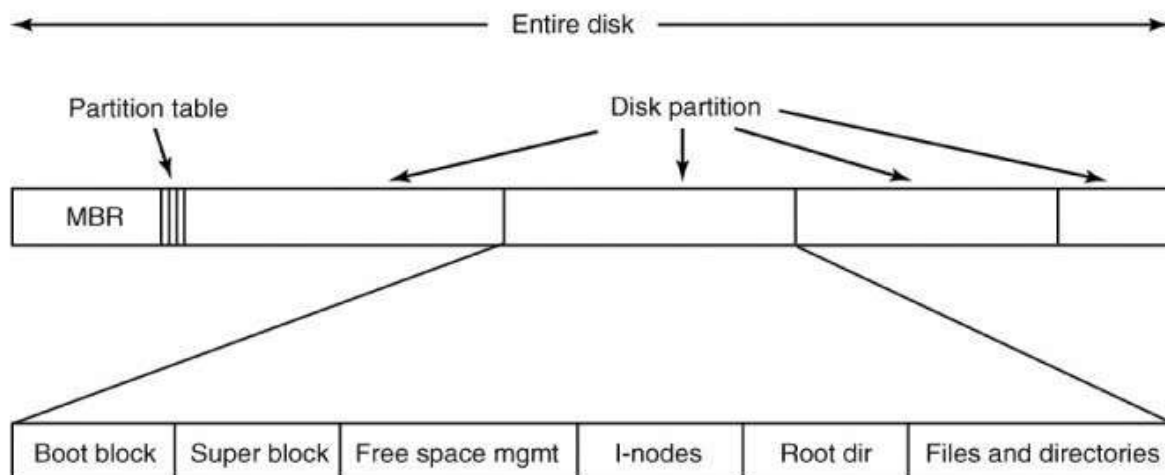 Entire disk
Partition table
Disk partition
MBR
Boot block
Super block
Free space mgmt
I-nodes
Root dir
Files and directories